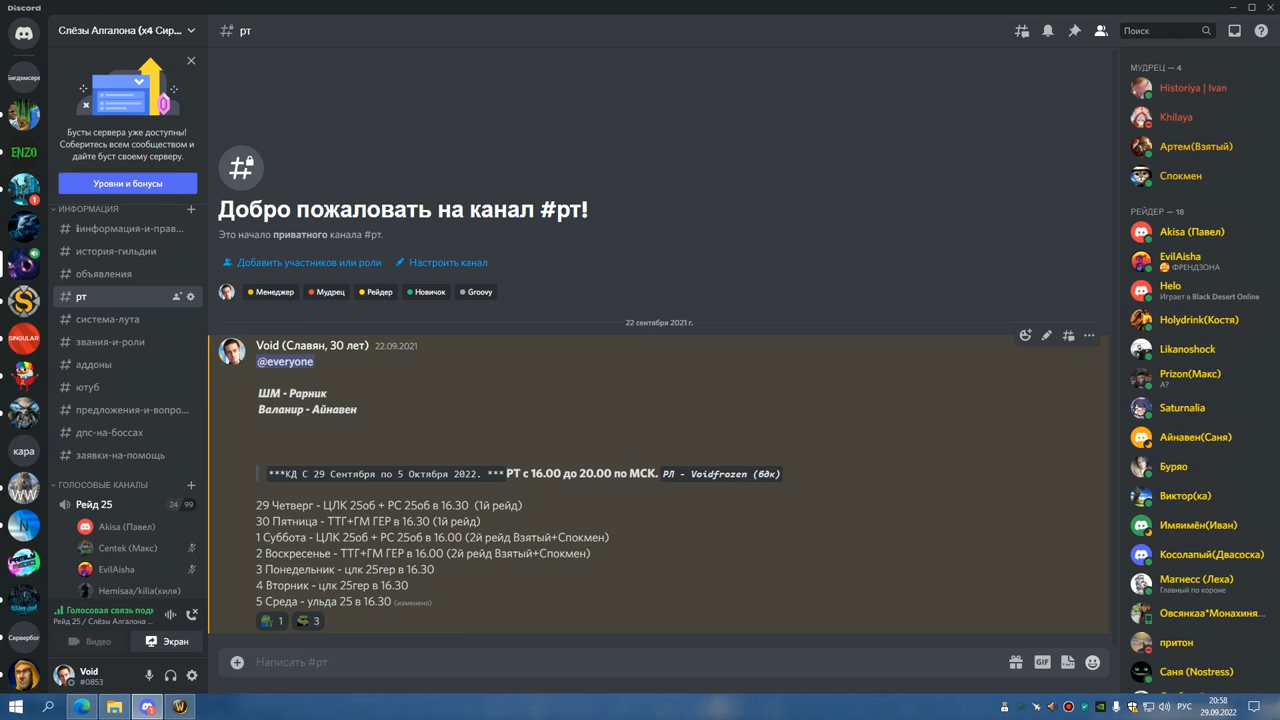 Discord
Слёзы Алгалона (x4 Сир...
рт
Поиск
Бусты сервера уже доступны!
Соберитесь всем сообществом и
дайте буст своему серверу.
Уровни и бонусы
ИНФОРМАЦИЯ
информация-и-прав...
история-гильдии
объявления
рт
система-лута
звания-и-роли
аддоны
ютуб
предложения-и-вопро...
дпс-на-боссах
заявки-на-помощь
ГОЛОСОВЫЕ КАНАЛЫ
Рейд 25 24 99
Akisa (Павел)
Centek (Макс)
EvilAisha
Hemisaa/kilia(киля)
Голосовая связь подк
Рейд 25 / Слёзы Алгалона ...
Видео Экран
Void
#0853
ENZO
1
SINGULAR
кара
WW
Сервербог
Добро пожаловать на канал #рт!
Это начало приватного канала #рт.
Добавить участников или роли Настроить канал
Менеджер Мудрец Рейдер Новичок Groovy
22 сентября 2021 г.
Void (Славян, 30 лет) 22.09.2021
@everyone
ШМ - Рарник
Валанир - Айнавен
***КД С 29 Сентября по 5 Октября 2022. *** РТ с 16.00 до 20.00 по МСК. РЛ - Voidfrozen (бдк)
29 Четверг - ЦЛК 25об + РС 25об в 16.30 (1й рейд)
30 Пятница - ТТГ+ГМ ГЕР в 16.30 (1й рейд)
1 Суббота - ЦЛК 25об + РС 25об в 16.00 (2й рейд Взятый+Спокмен)
2 Воскресенье - ТТГ+ГМ ГЕР в 16.00 (2й рейд Взятый+Спокмен)
3 Понедельник - цлк 25гер в 16.30
4 Вторник - цлк 25гер в 16.30
5 Среда - ульда 25 в 16.30 (изменено)
1 3
Написать #рт
GIF
МУДРЕЦ — 4
Historiya | Ivan
Khilaya
Артем(Взятый)
Спокмен
РЕЙДЕР — 18
Akisa (Павел)
EvilAisha
ФРЕНДЗОНА
Helo
Играет в Black Desert Online
Holydrink(Костя)
Likanoshock
Prizon(Макс)
А?
Saturnalia
Айнавен(Саня)
Буряо
Виктор(ка)
Имяимён(Иван)
Косолапый(Двасоска)
Магнесс (Леха)
Главный по короне
Овсянкаа*Монахиня...
притон
Саня (Nostress)
РУС
20:58
29.09.2022